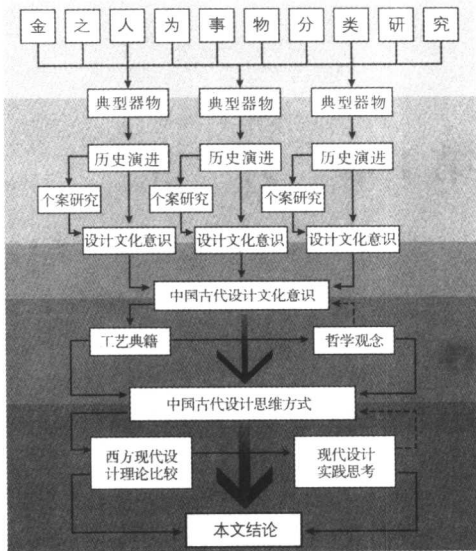 金之人为事物分类研究
典型器物 典型器物 典型器物
历史演进 历史演进 历史演进
个案研究 个案研究 个案研究
设计文化意识 设计文化意识 设计文化意识
中国古代设计文化意识
工艺典籍 哲学观念
中国古代设计思维方式
西方现代设
计理论比较
现代设计
实践思考
本文结论